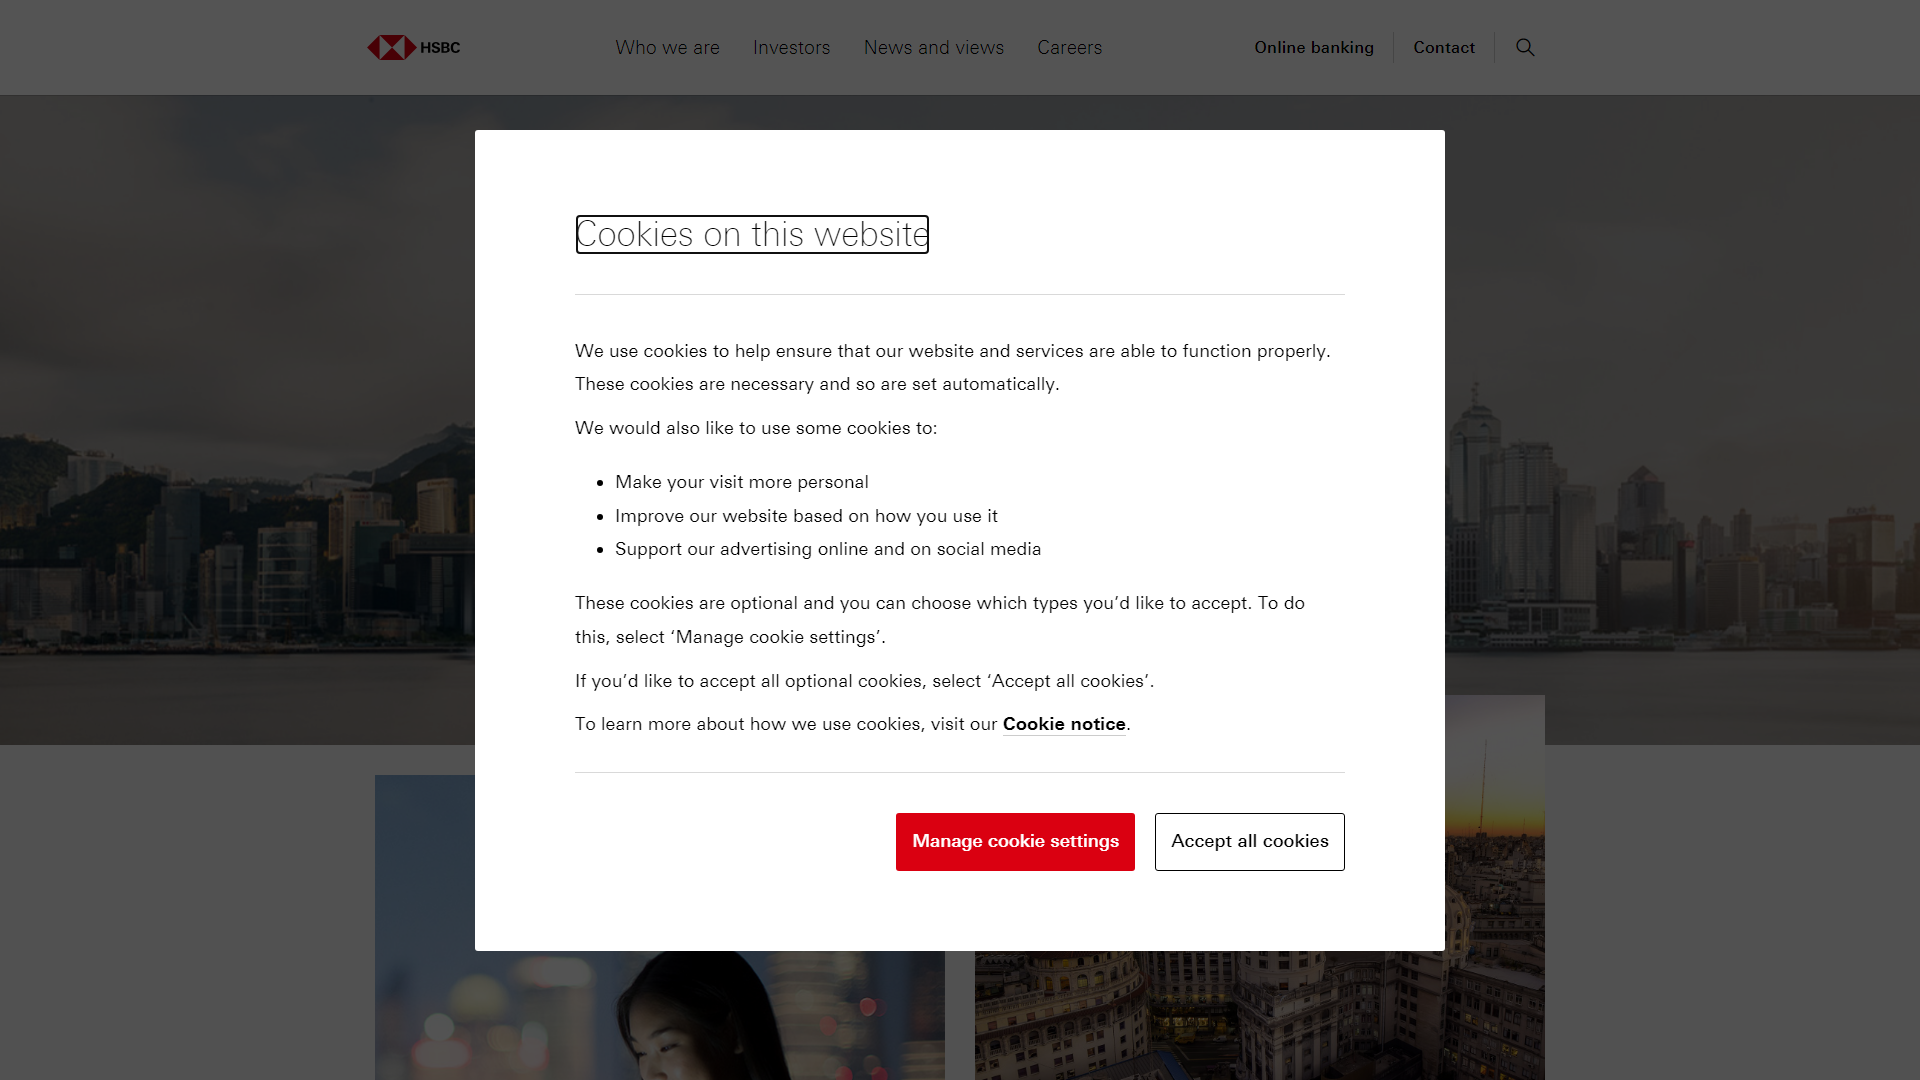 HSBC
Who we are
Investors
News and views
Careers
Online banking
Contact
Cookies on this website
We use cookies to help ensure that our website and services are able to function properly.
These cookies are necessary and so are set automatically.
We would also like to use some cookies to:
Make your visit more personal
Improve our website based on how you use it
Support our advertising online and on social media
These cookies are optional and you can choose which types you’d like to accept. To do
this, select ‘Manage cookie settings’.
If you’d like to accept all optional cookies, select ‘Accept all cookies’.
To learn more about how we use cookies, visit our Cookie notice.
Manage cookie settings
Accept all cookies